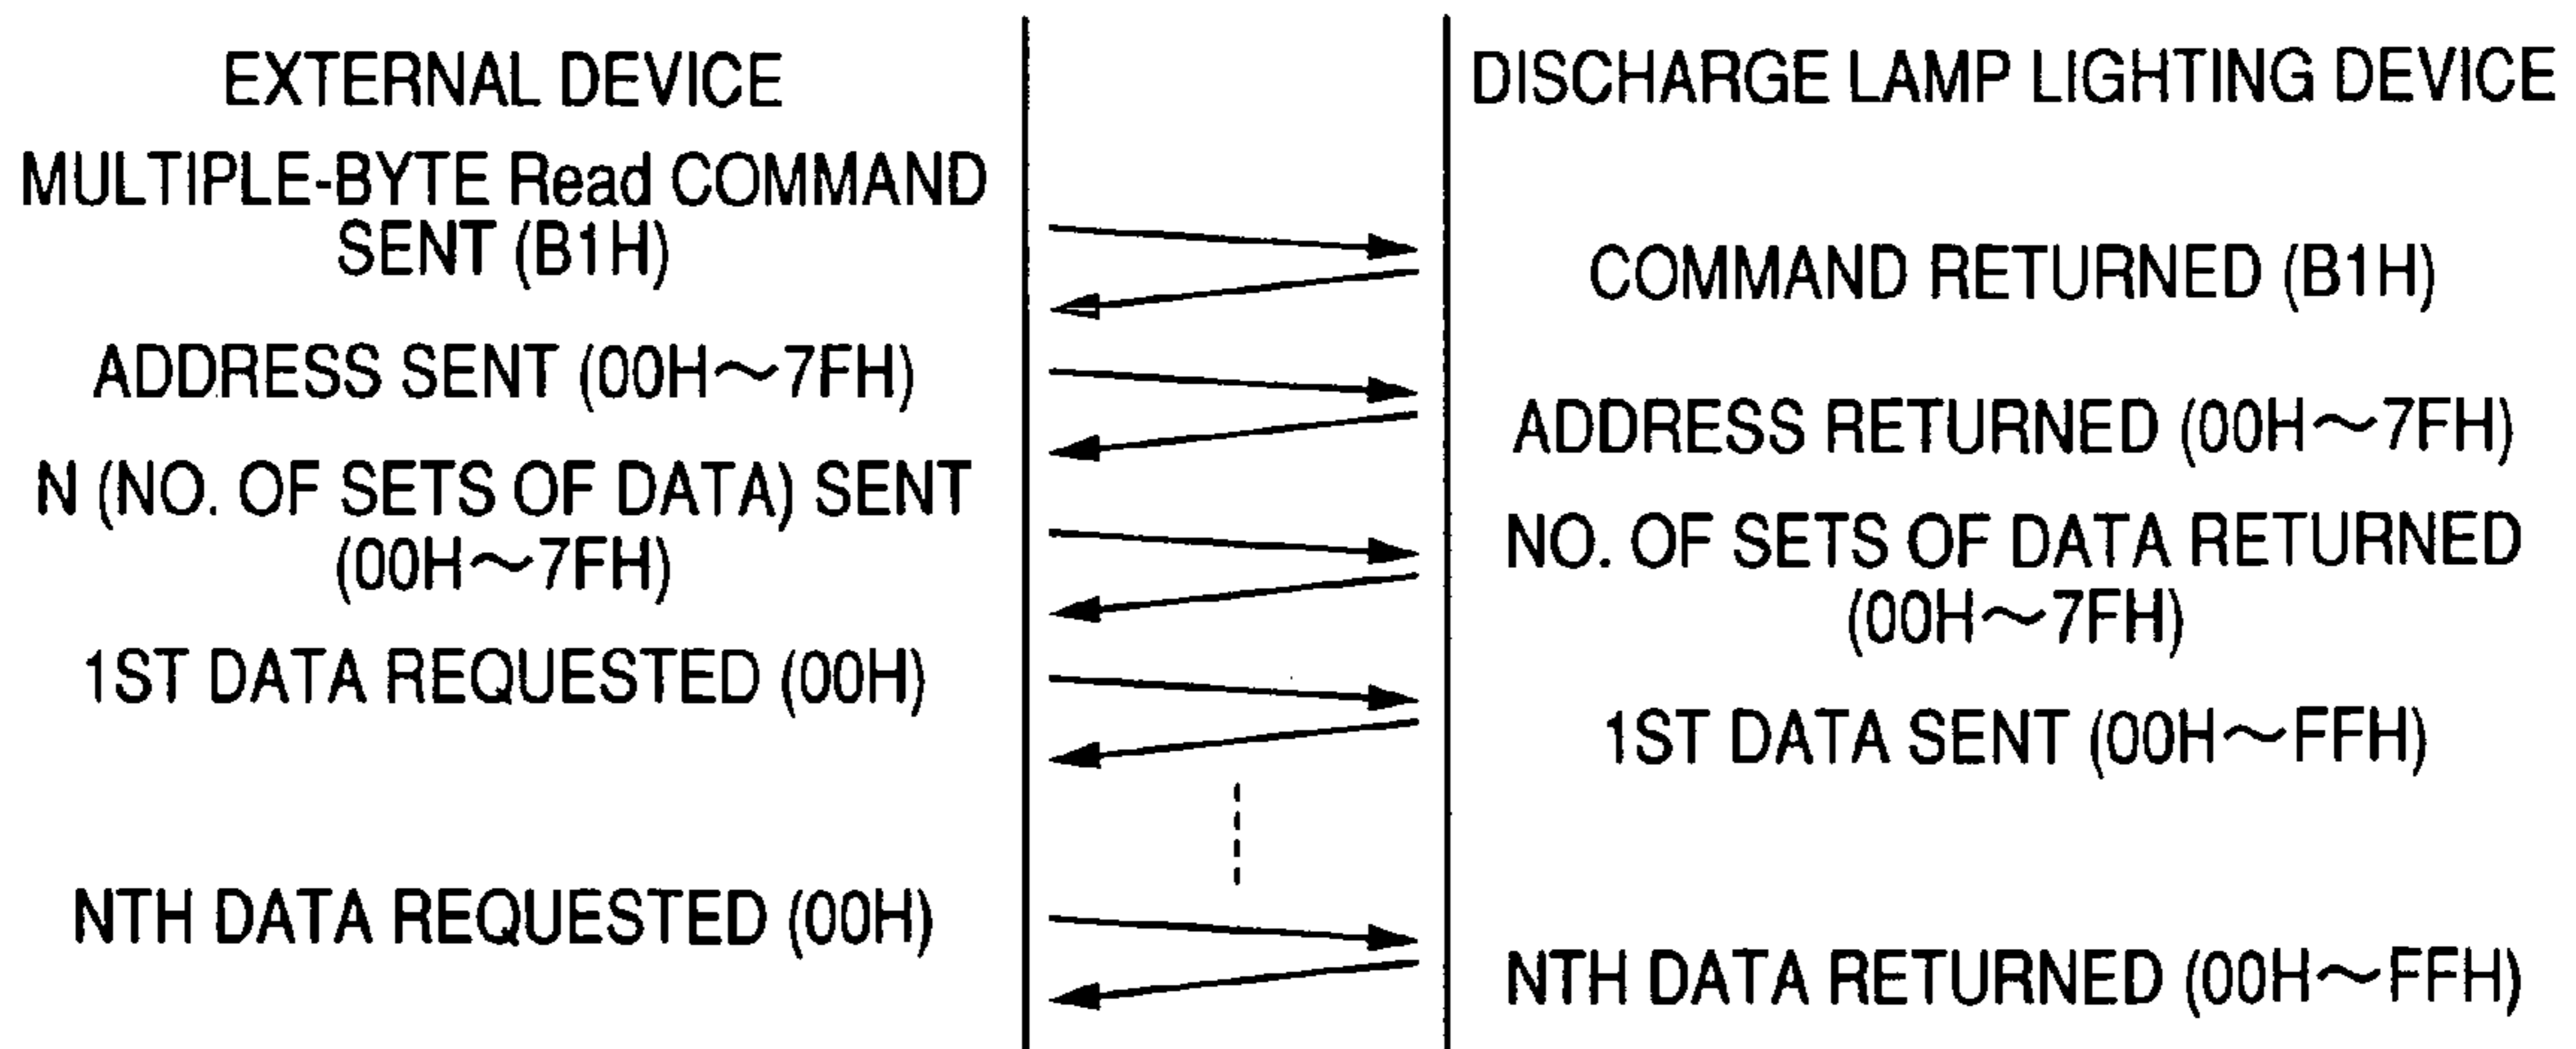 EXTERNAL DEVICE
DISCHARGE LAMP LIGHTING DEVICE
MULTIPLE-BYTE Read COMMAND
SENT (B1H)
COMMAND RETURNED (B1H)
ADDRESS SENT (00H～7FH)
ADDRESS RETURNED (00H～7FH)
N (NO. OF SETS OF DATA) SENT
(00H～7FH)
NO. OF SETS OF DATA RETURNED
(00H～7FH)
1ST DATA REQUESTED (00H)
1ST DATA SENT (00H～FFH)
NTH DATA REQUESTED (00H)
NTH DATA RETURNED (00H～FFH)